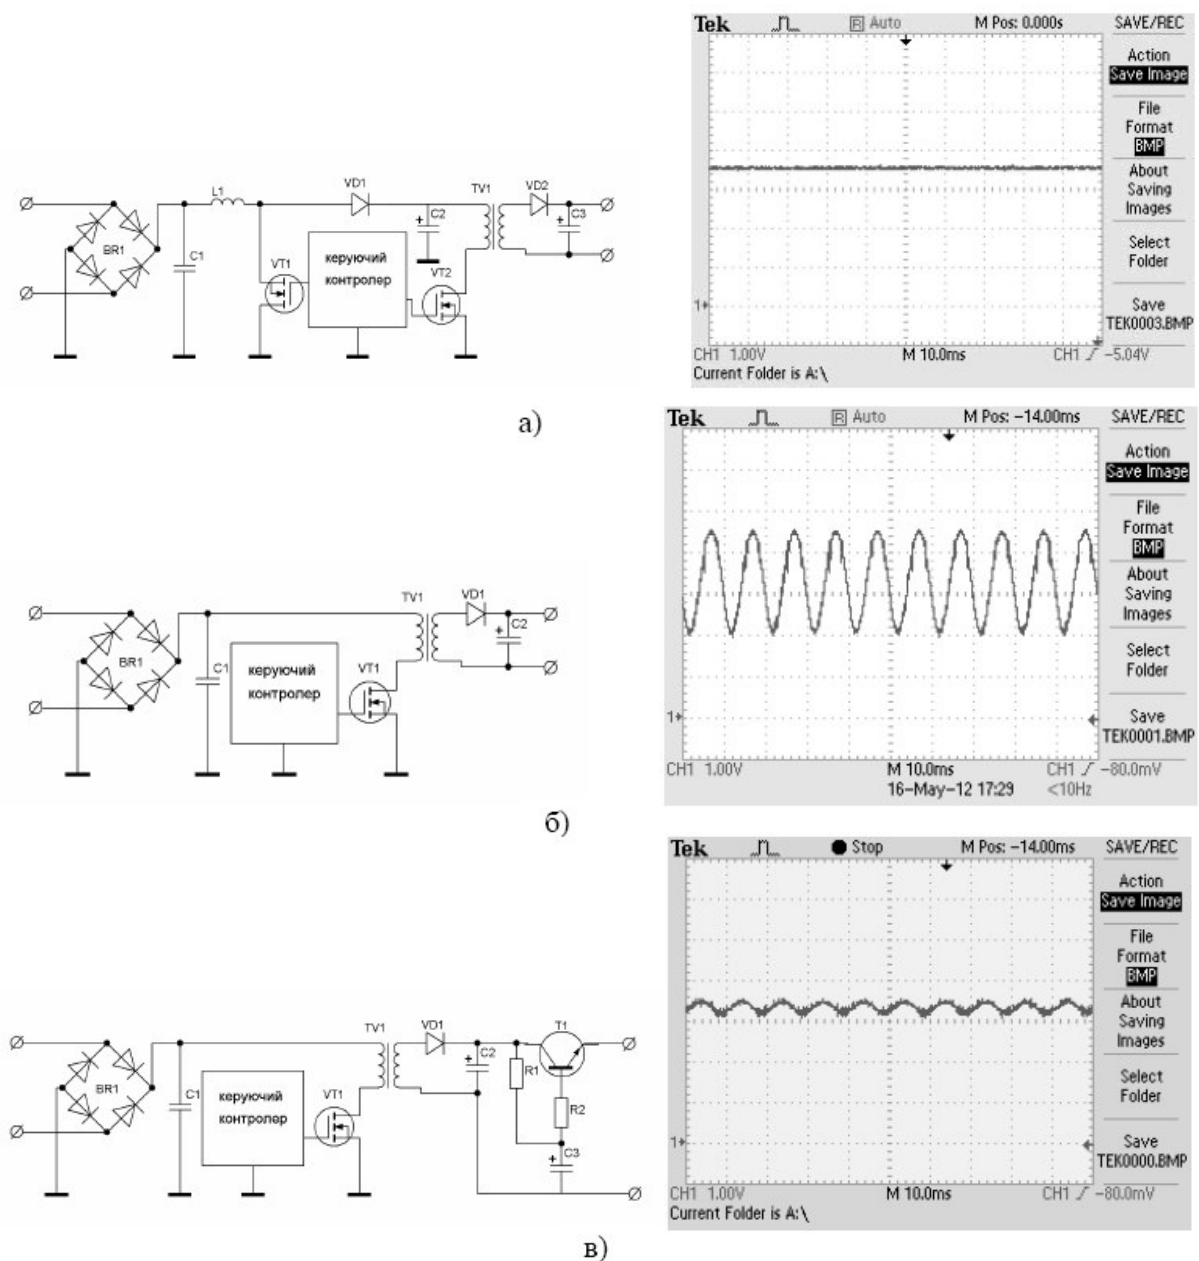 Tek Auto M Pos: 0.000s SAVE/REC
Action
Save Image
File
Format
BMP
About
Saving
Images
Select
Folder
Save
TEK0003.BMP
1
CH1 1.00V M 10.0ms CH1 -5.04V
Current Folder is A:\
BR1
C1
L1
VD1
VT1
керуючий
контролер
C2
VT2
TV1
VD2
C3
а)
Tek R Auto M Pos: -14.00ms SAVE/REC
Action
Save Image
File
Format
BMP
About
Saving
Images
Select
Folder
Save
TEK0001.BMP
1
CH1 1.00V M 10.0ms CH1 -80.0mV
16-May-12 17:29 <10Hz
BR1
C1
керуючий
контролер
VT1
TV1
VD1
C2
б)
Tek Stop M Pos: -14.00ms SAVE/REC
Action
Save Image
File
Format
BMP
About
Saving
Images
Select
Folder
Save
TEK0000.BMP
1
CH1 1.00V M 10.0ms CH1 -80.0mV
Current Folder is A:\
BR1
C1
керуючий
контролер
VT1
TV1
VD1
C2
R1
T1
R2
C3
в)